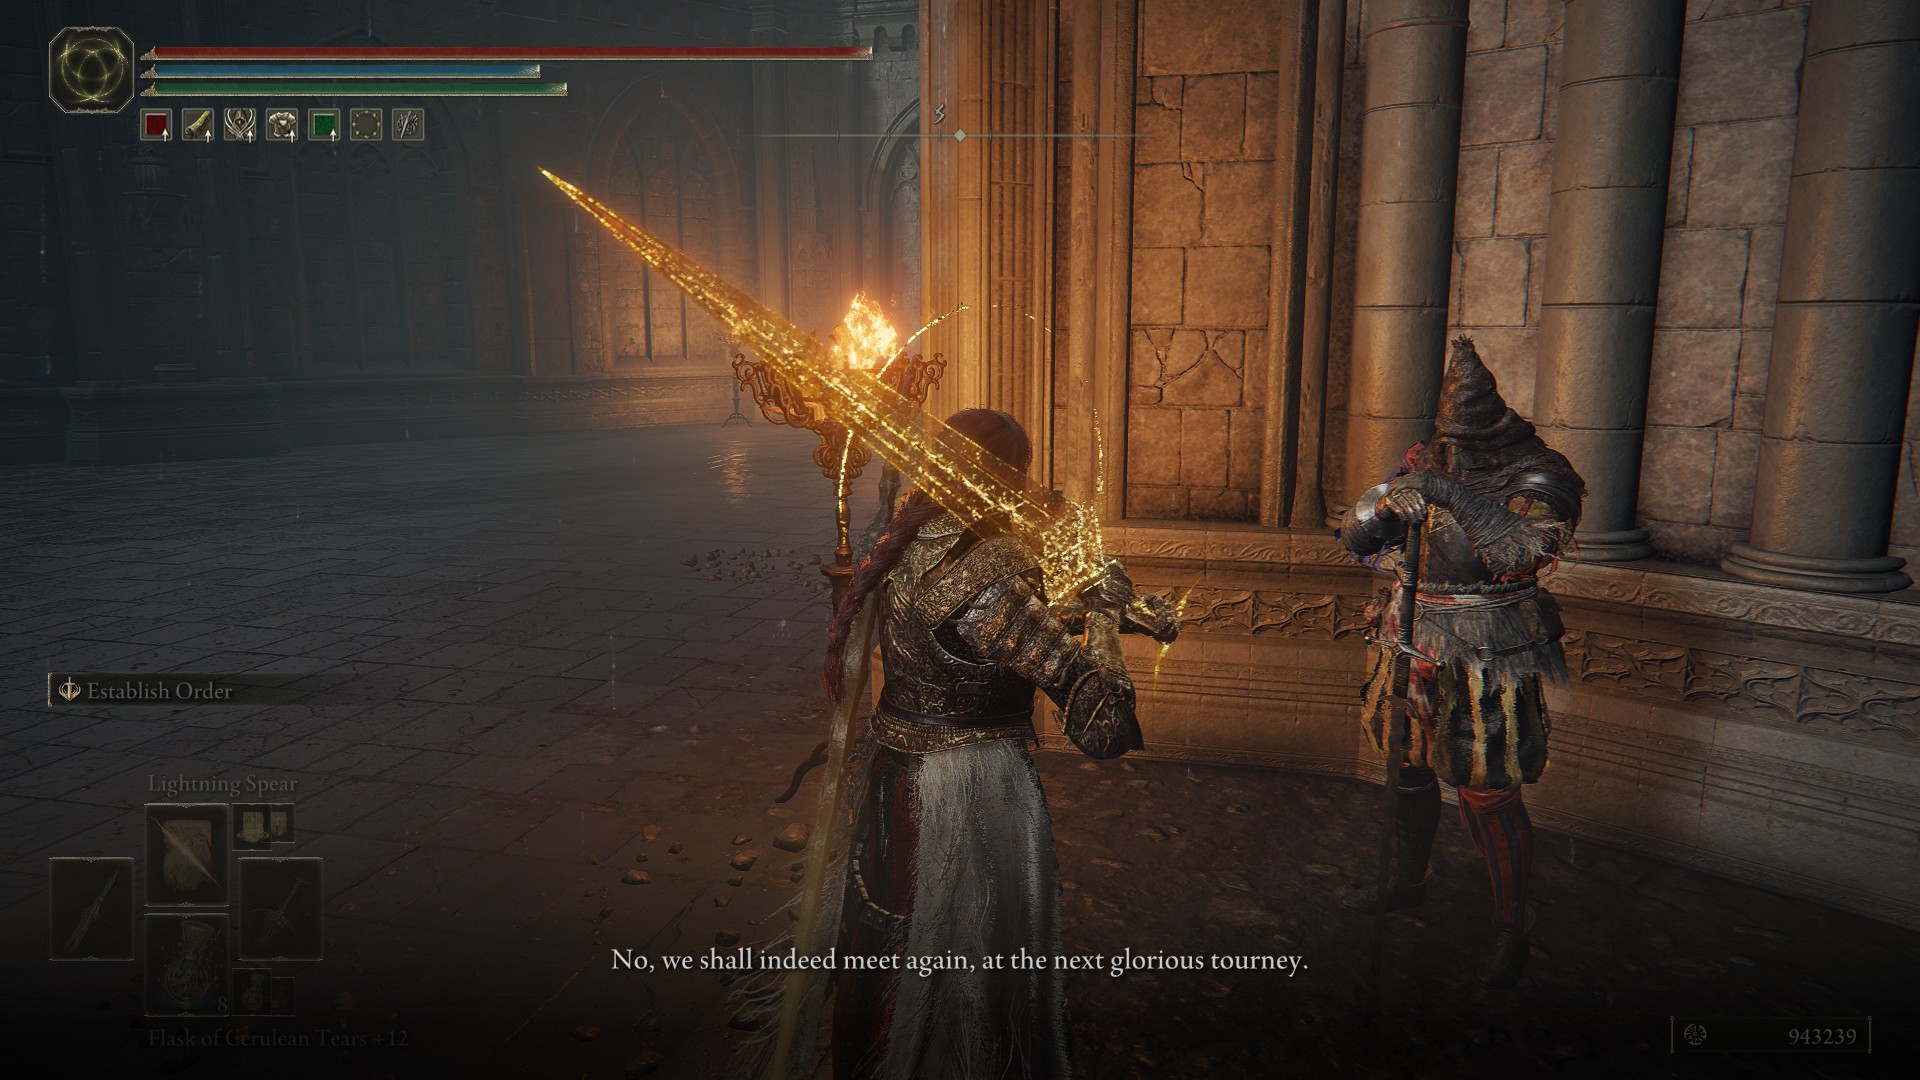 Establish Order
Lightning Spear
8
No, we shall indeed meet again, at the next glorious tourney.
Flask of Cerulean Tears +12
943239